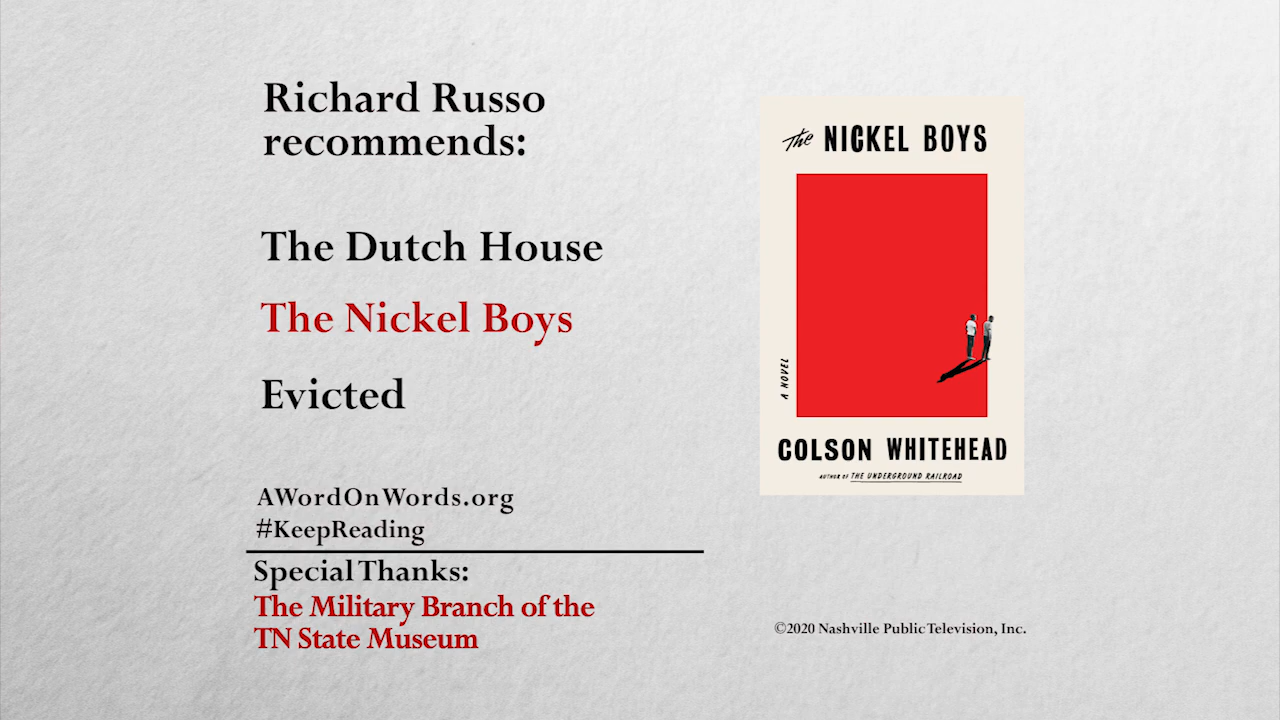 Richard Russo
recommends:
The Dutch House
The Nickel Boys
Evicted
AWordOnWords.org
#KeepReading
Special Thanks:
The Military Branch of the
TN State Museum
The NICKEL BOYS
A NOVEL
COLSON WHITEHEAD
AUTHOR OF THE UNDERGROUND RAILROAD
©2020 Nashville Public Television, Inc.